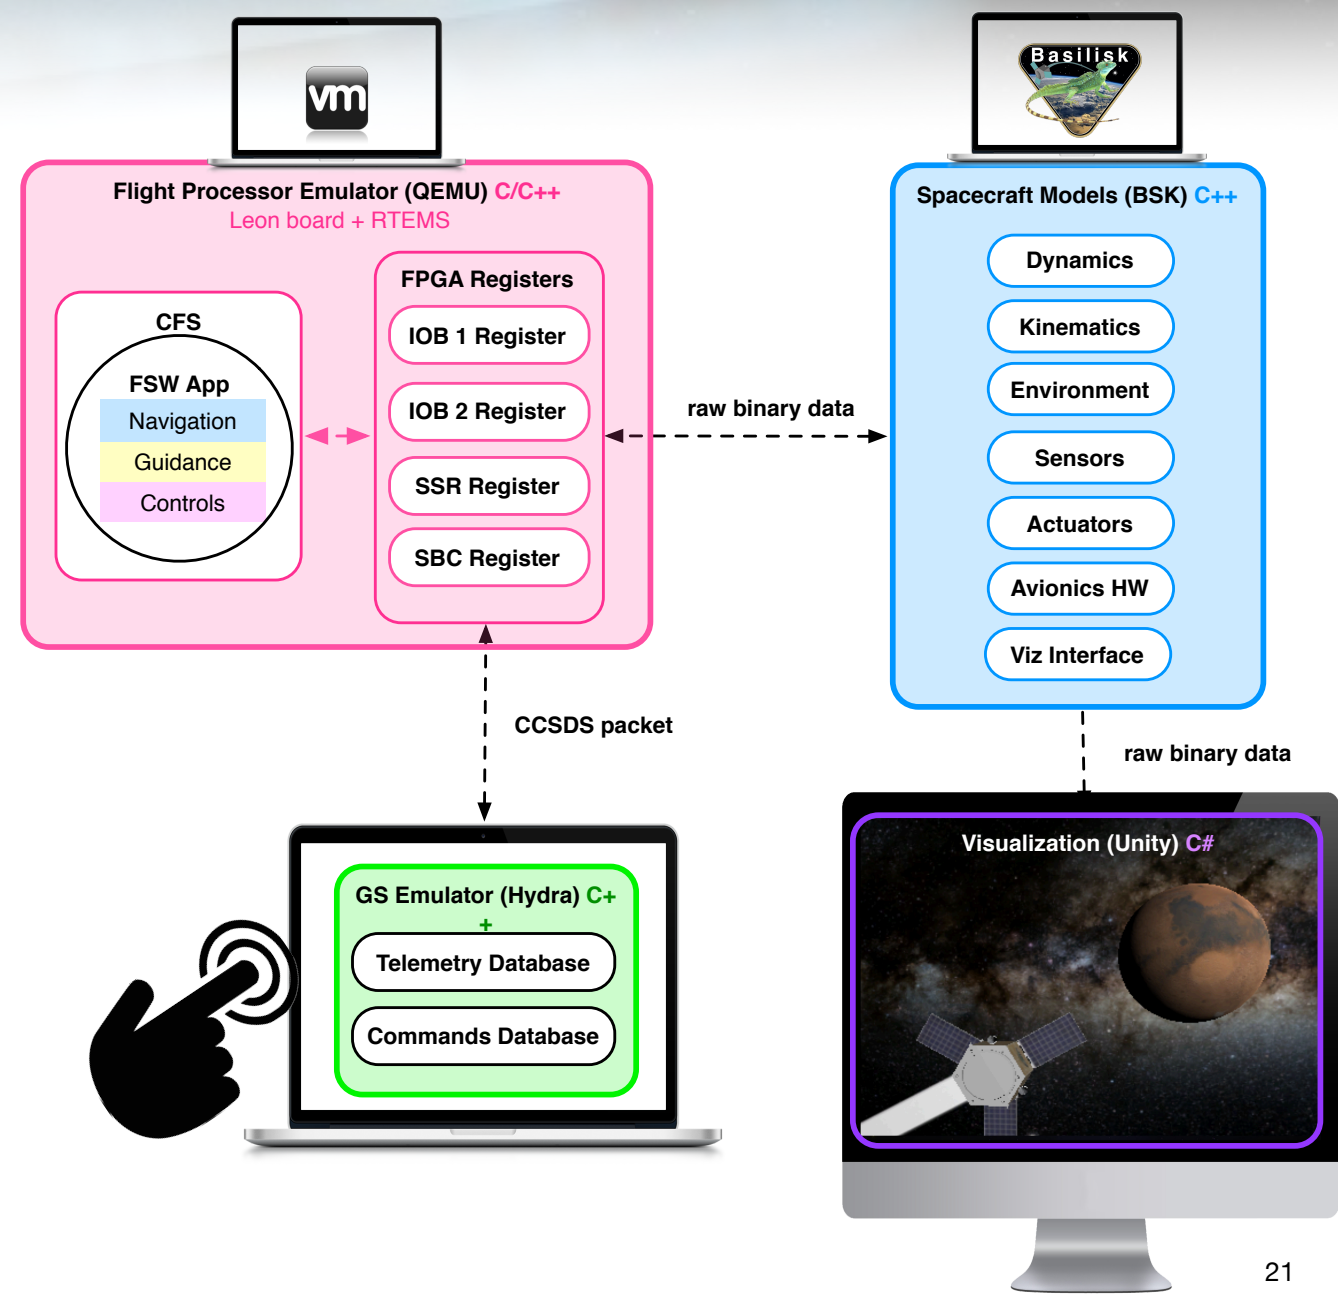 vm
Basilisk
Flight Processor Emulator (QEMU) C/C++
Leon board + RTEMS
CFS
FSW App
Navigation
Guidance
Controls
FPGA Registers
IOB 1 Register
IOB 2 Register
SSR Register
SBC Register
raw binary data
Spacecraft Models (BSK) C++
Dynamics
Kinematics
Environment
Sensors
Actuators
Avionics HW
Viz Interface
CCSDS packet
raw binary data
GS Emulator (Hydra) C+
+
Telemetry Database
Commands Database
Visualization (Unity) C#
21